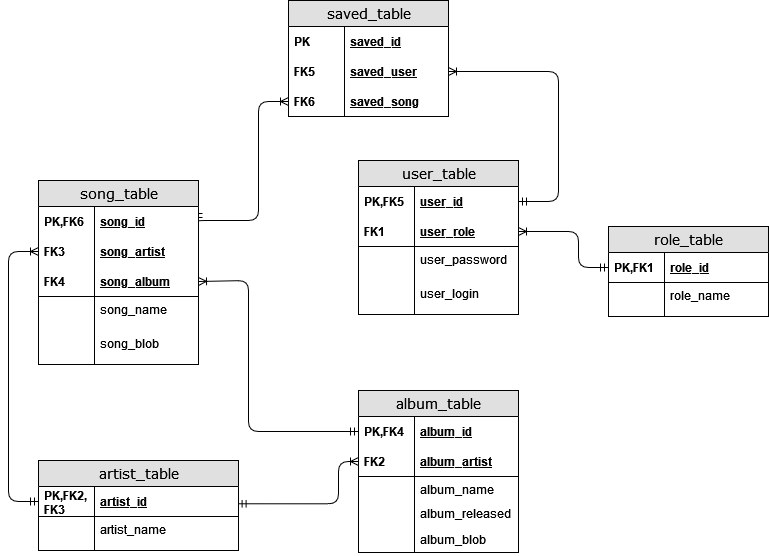 saved_table
PK saved_id
FK5 saved_user
FK6 saved_song
user_table
PK,FK5 user_id
FK1 user_role
user_password
user_login
song_table
PK,FK6 song_id
FK3 song_artist
FK4 song_album
song_name
song_blob
role_table
PK,FK1 role_id
role_name
album_table
PK,FK4 album_id
FK2 album_artist
album_name
album_released
album_blob
artist_table
PK,FK2,
FK3 artist_id
artist_name